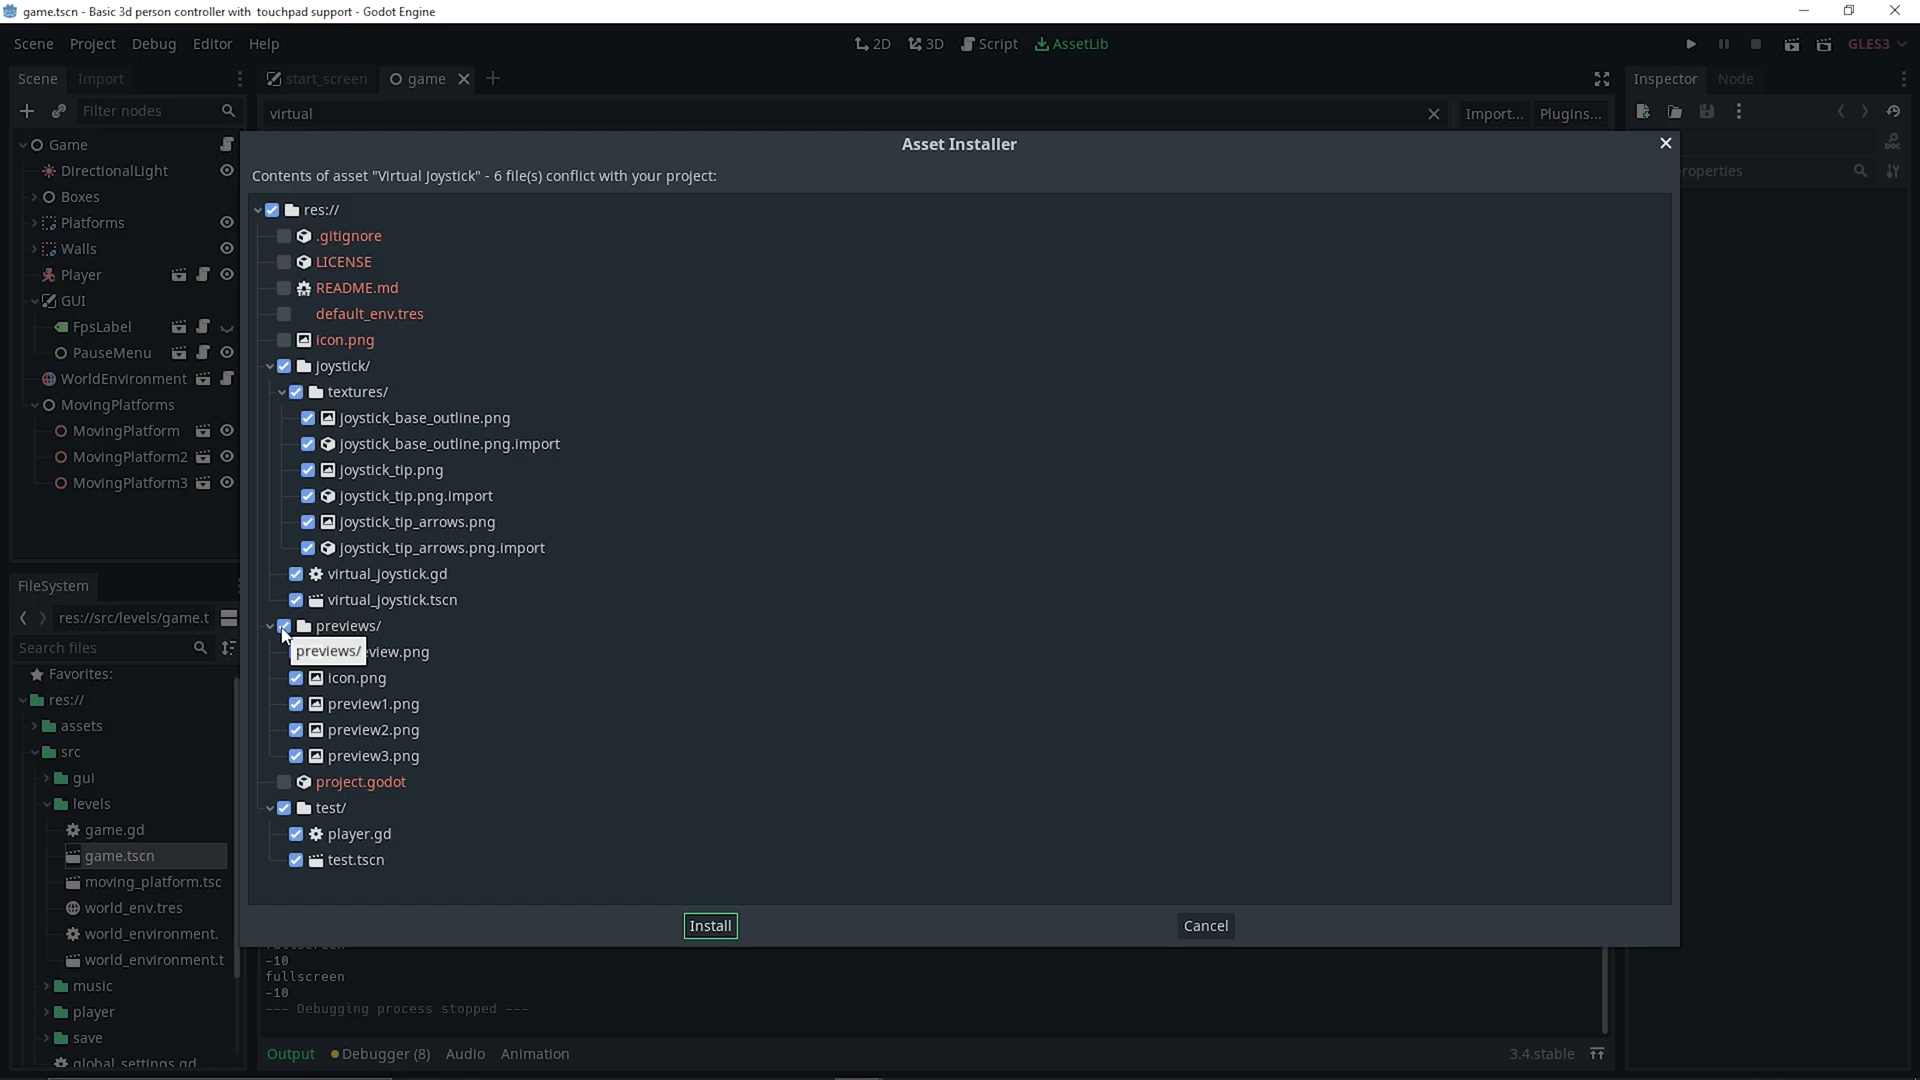 game.tscn - Basic 3d person controller with touchpad support - Godot Engine
Scene Project Debug Editor Help
2D 3D Script AssetLib
GLES3
Scene Import
start_screen game
Inspector Node
Filter nodes
virtual
Import... Plugins...
Game
DirectionalLight
Boxes
Platforms
Walls
Player
GUI
FpsLabel
PauseMenu
WorldEnvironment
MovingPlatforms
MovingPlatform
MovingPlatform2
MovingPlatform3
Asset Installer
Contents of asset "Virtual Joystick" - 6 file(s) conflict with your project:
res://
.gitignore
LICENSE
README.md
default_env.tres
icon.png
joystick/
textures/
joystick_base_outline.png
joystick_base_outline.png.import
joystick_tip.png
joystick_tip.png.import
joystick_tip_arrows.png
joystick_tip_arrows.png.import
virtual_joystick.gd
virtual_joystick.tscn
previews/
previews/ view.png
icon.png
preview1.png
preview2.png
preview3.png
project.godot
test/
player.gd
test.tscn
Install Cancel
roperties
FileSystem
res://src/levels/game.t
Search files
Favorites:
res://
assets
src
gui
levels
game.gd
game.tscn
moving_platform.tsc
world_env.tres
world_environment.
world_environment.t
music
player
save
global_settings.gd
fullscreen
-10
fullscreen
-10
--- Debugging process stopped ---
Output Debugger (8) Audio Animation
3.4.stable